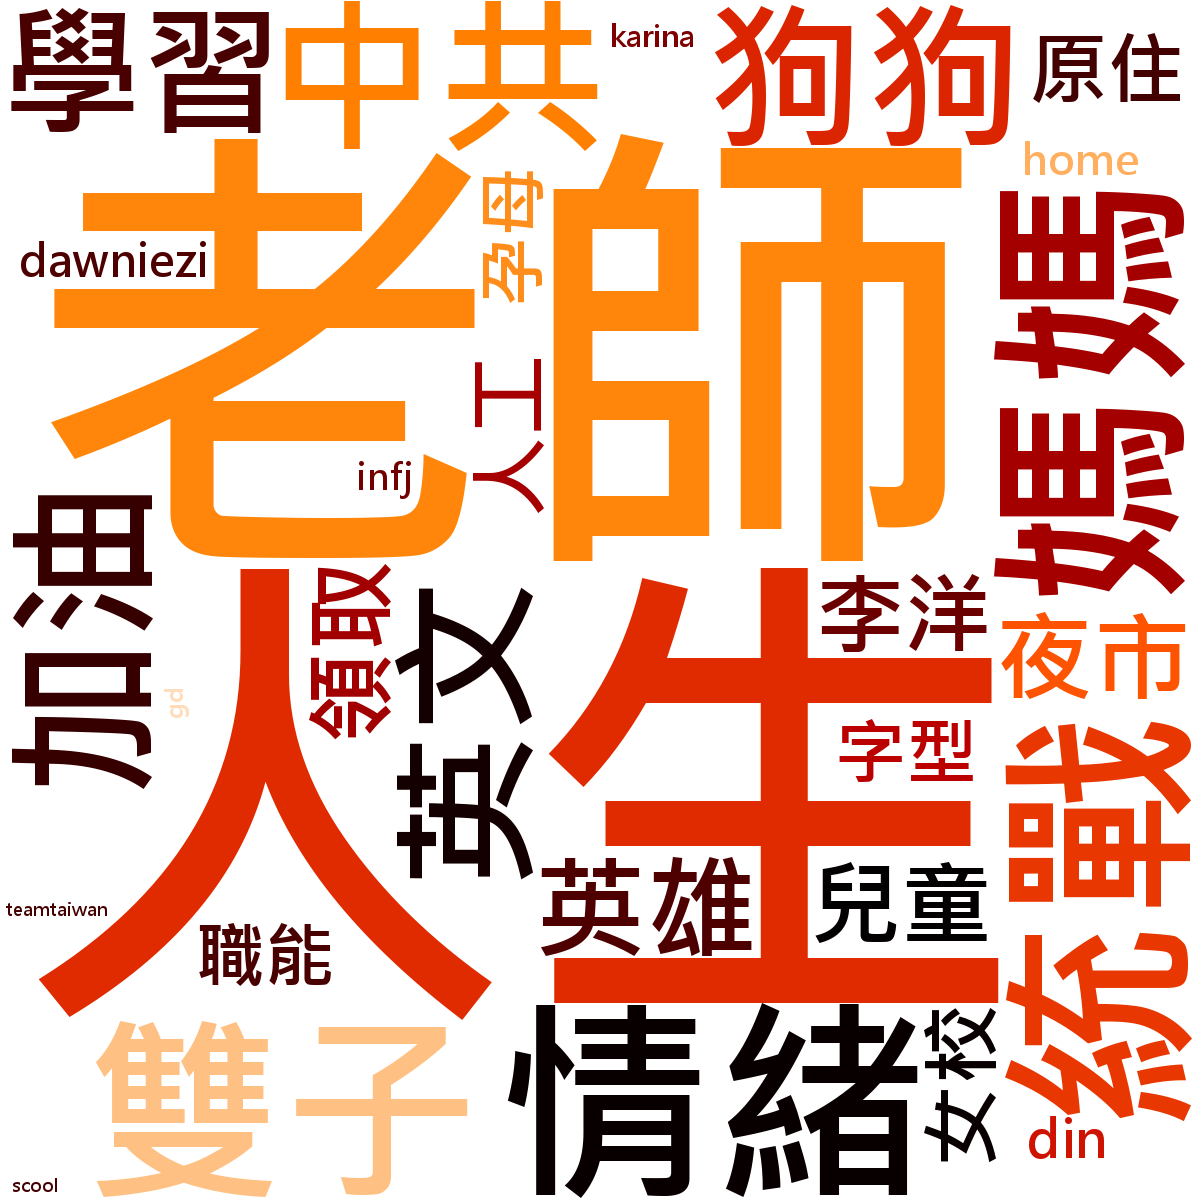 學習
中共
karina
狗狗
原住
home
老師
孕母
dawniezi
媽媽
人工
infj
加油
人生
領取
英文
李洋
夜市
gd
字型
統戰
英雄
兒童
teamtaiwan
職能
雙子
情緒
女校
din
scool